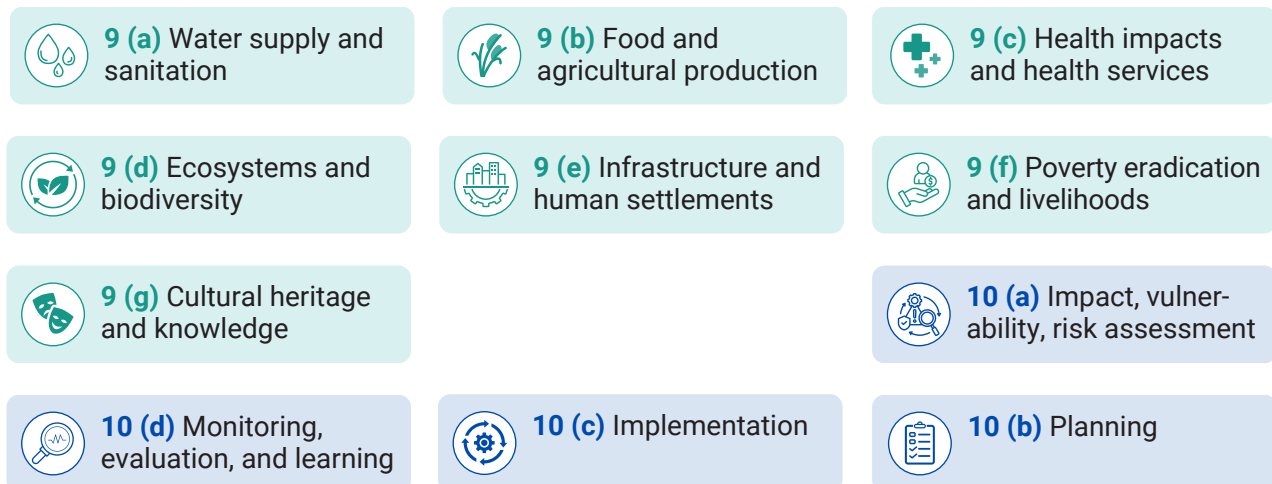 9 (a) Water supply and
sanitation
9 (b) Food and
agricultural production
9 (c) Health impacts
and health services
9 (d) Ecosystems and
biodiversity
9 (e) Infrastructure and
human settlements
9 (f) Poverty eradication
and livelihoods
9 (g) Cultural heritage
and knowledge
10 (a) Impact, vulner-
ability, risk assessment
10 (d) Monitoring,
evaluation, and learning
10 (c) Implementation
10 (b) Planning